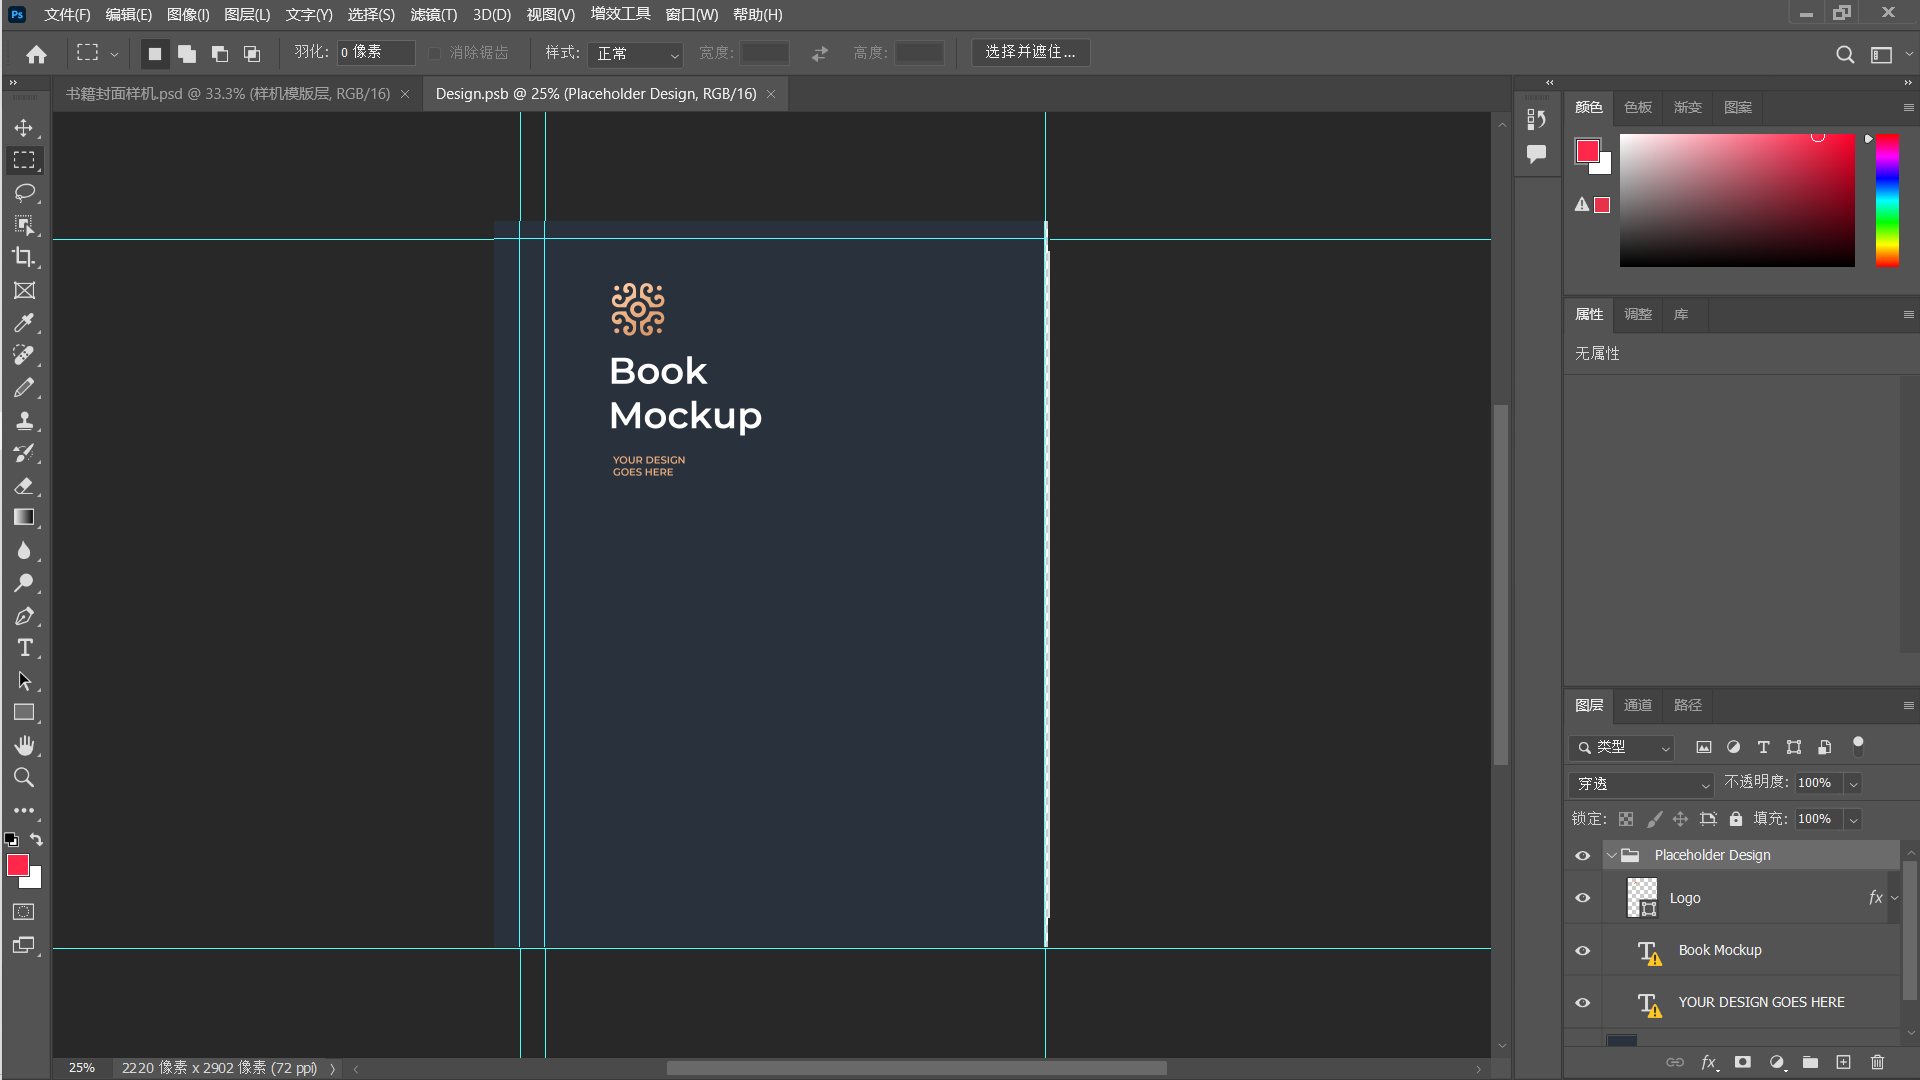 Ps 文件(F) 编辑(E) 图像(I) 图层(L) 文字(Y) 选择(S) 滤镜(T) 3D(D) 视图(V) 增效工具 窗口(W) 帮助(H)
羽化: 0 像素 消除锯齿 样式: 正常 宽度: 高度: 选择并遮住...
书籍封面样机.psd @ 33.3% (样机模版层, RGB/16) ×
Design.psb @ 25% (Placeholder Design, RGB/16) ×
Book
Mockup
YOUR DESIGN
GOES HERE
25% 2220 像素 x 2902 像素 (72 ppi)
颜色 色板 渐变 图案
属性 调整 库
无属性
图层 通道 路径
类型
穿透 不透明度: 100%
锁定: 填充: 100%
Placeholder Design
Logo fx
Book Mockup
YOUR DESIGN GOES HERE
fx